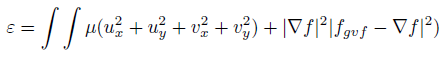 ε = ∫ ∫ μ(u_x^2 + u_y^2 + v_x^2 + v_y^2) + |∇f|^2|f_{gvf} − ∇f|^2)